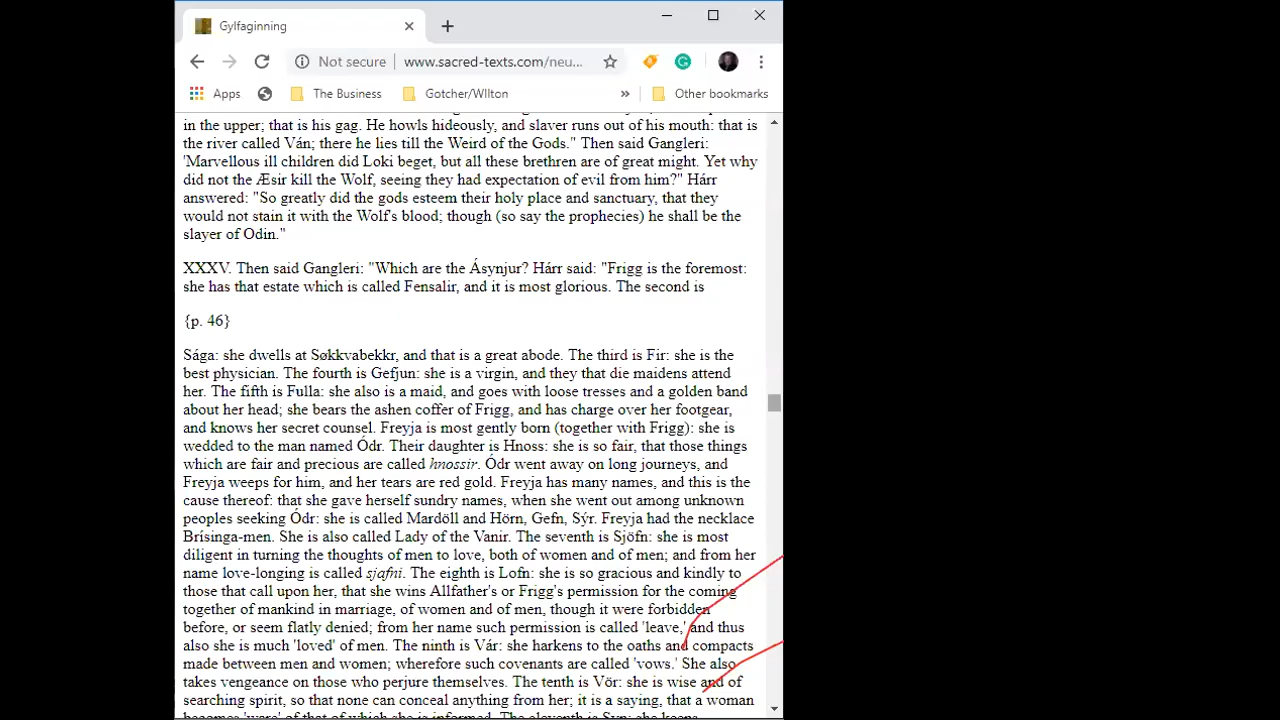 Gylfaginning
Not secure www.sacred-texts.com/neu...
Apps The Business Gotcher/WIlton » Other bookmarks
in the upper; that is his gag. He howls hideously, and slaver runs out of his mouth: that is
the river called Ván; there he lies till the Weird of the Gods." Then said Gangleri:
'Marvellous ill children did Loki beget, but all these brethren are of great might. Yet why
did not the Æsir kill the Wolf, seeing they had expectation of evil from him?" Hárr
answered: "So greatly did the gods esteem their holy place and sanctuary, that they
would not stain it with the Wolf's blood; though (so say the prophecies) he shall be the
slayer of Odin."
XXXV. Then said Gangleri: "Which are the Ásynjur? Hárr said: "Frigg is the foremost:
she has that estate which is called Fensalir, and it is most glorious. The second is
{p. 46}
Sága: she dwells at Søkkvabekkr, and that is a great abode. The third is Fir: she is the
best physician. The fourth is Gefjun: she is a virgin, and they that die maidens attend
her. The fifth is Fulla: she also is a maid, and goes with loose tresses and a golden band
about her head; she bears the ashen coffer of Frigg, and has charge over her footgear,
and knows her secret counsel. Freyja is most gently born (together with Frigg): she is
wedded to the man named Ódr. Their daughter is Hnoss: she is so fair, that those things
which are fair and precious are called hnossir. Ódr went away on long journeys, and
Freyja weeps for him, and her tears are red gold. Freyja has many names, and this is the
cause thereof: that she gave herself sundry names, when she went out among unknown
peoples seeking Ódr: she is called Mardöll and Hörn, Gefn, Sýr. Freyja had the necklace
Brísinga-men. She is also called Lady of the Vanir. The seventh is Sjöfn: she is most
diligent in turning the thoughts of men to love, both of women and of men; and from her
name love-longing is called sjafni. The eighth is Lofn: she is so gracious and kindly to
those that call upon her, that she wins Allfather's or Frigg's permission for the coming
together of mankind in marriage, of women and of men, though it were forbidden
before, or seem flatly denied; from her name such permission is called 'leave,' and thus
also she is much 'loved' of men. The ninth is Vár: she harkens to the oaths and compacts
made between men and women; wherefore such covenants are called 'vows.' She also
takes vengeance on those who perjure themselves. The tenth is Vör: she is wise and of
searching spirit, so that none can conceal anything from her; it is a saying, that a woman
becomes 'ware' of that of which she is informed. The eleventh is Syn: she keeps